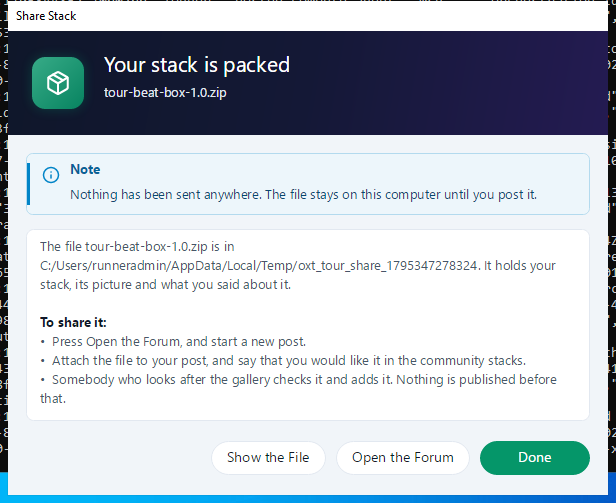 Share Stack
Your stack is packed
tour-beat-box-1.0.zip
Note
Nothing has been sent anywhere. The file stays on this computer until you post it.
The file tour-beat-box-1.0.zip is in
C:/Users/runneradmin/AppData/Local/Temp/oxt_tour_share_1795347278324. It holds your
stack, its picture and what you said about it.
To share it:
• Press Open the Forum, and start a new post.
• Attach the file to your post, and say that you would like it in the community stacks.
• Somebody who looks after the gallery checks it and adds it. Nothing is published before
that.
Show the File
Open the Forum
Done